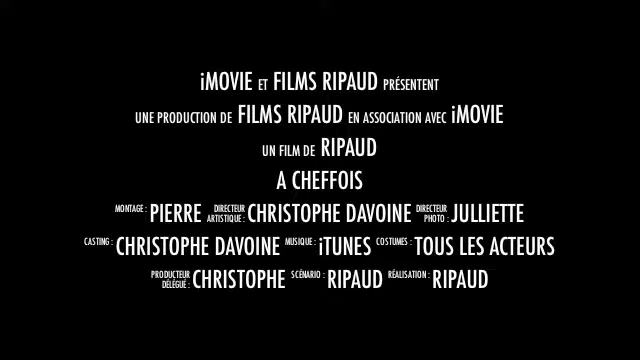 iMOVIE ET FILMS RIPAUD PRÉSENTENT
UNE PRODUCTION DE FILMS RIPAUD EN ASSOCIATION AVEC iMOVIE
UN FILM DE RIPAUD
A CHEFFOIS
MONTAGE : PIERRE DIRECTEUR ARTISTIQUE : CHRISTOPHE DAVOINE DIRECTEUR PHOTO : JULLIETTE
CASTING : CHRISTOPHE DAVOINE MUSIQUE : iTUNES COSTUMES : TOUS LES ACTEURS
PRODUCTEUR DÉLÉGUÉ : CHRISTOPHE SCÉNARIO : RIPAUD RÉALISATION : RIPAUD